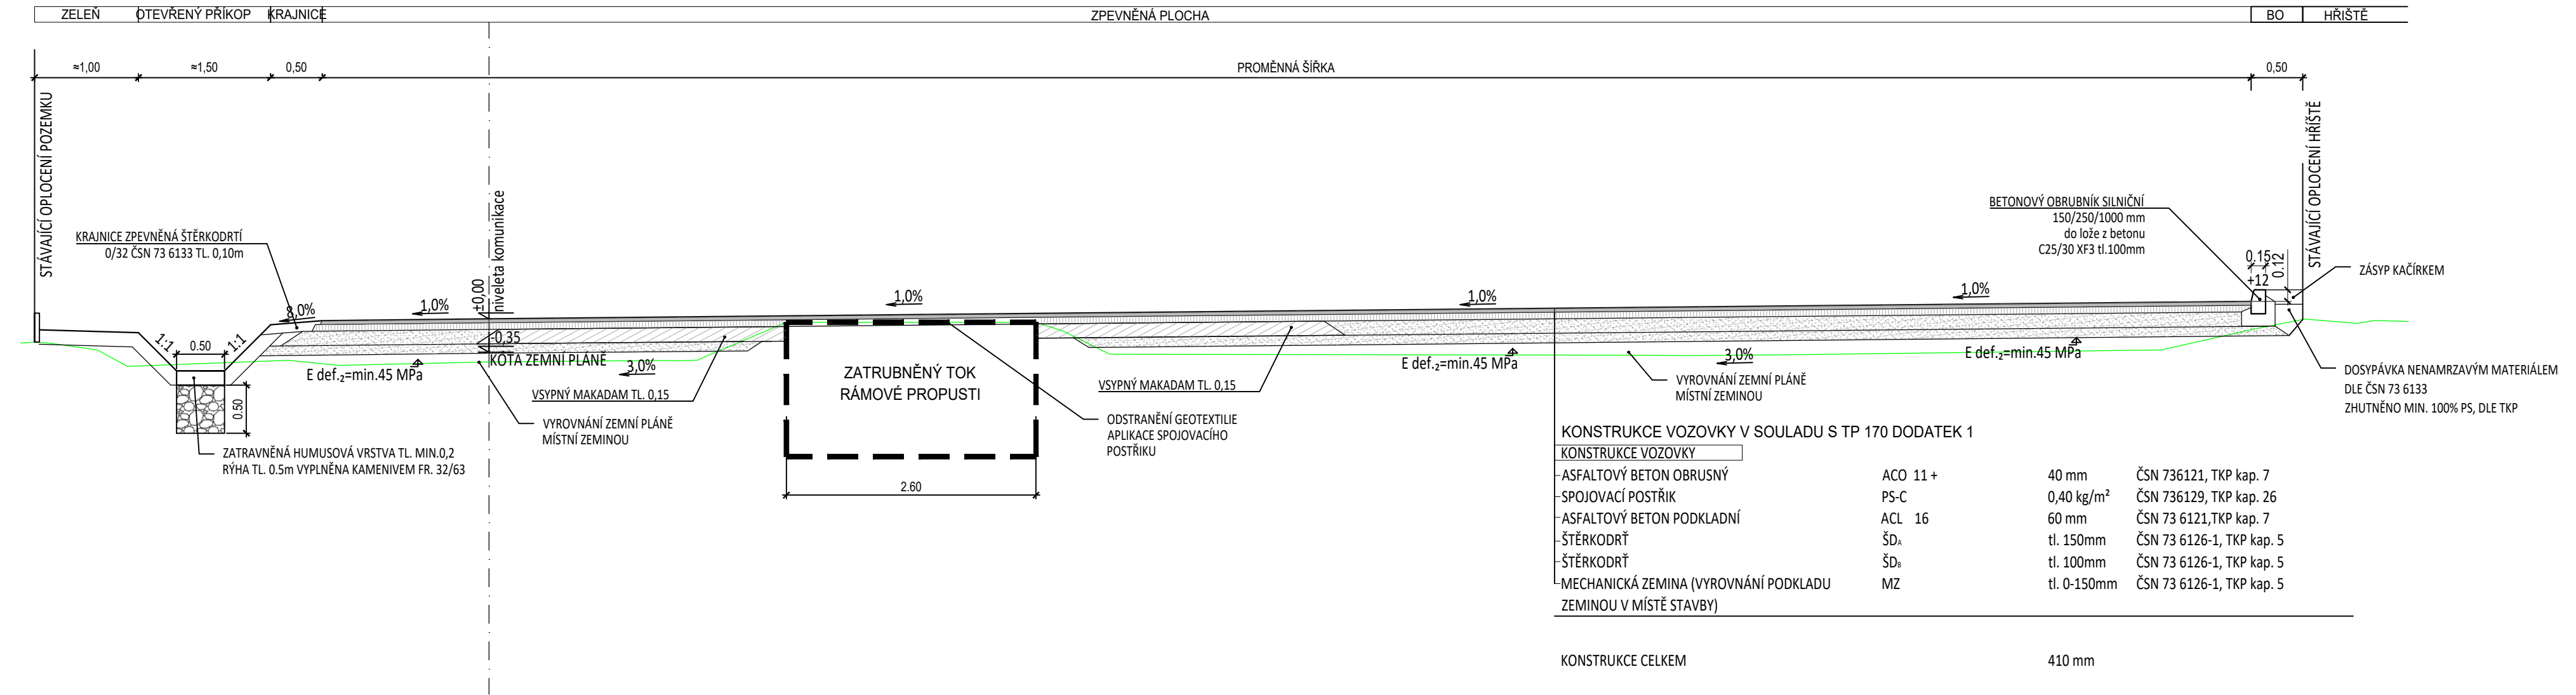 ZELEŇ OTEVŘENÝ PŘÍKOP KRAJNICE ZPEVNĚNÁ PLOCHA BO HŘIŠTĚ
≈1,00 ≈1,50 0,50 PROMĚNNÁ ŠÍŘKA 0,50
STÁVAJÍCÍ OPLOCENÍ POZEMKU
KRAJNICE ZPEVNĚNÁ ŠTĚRKODRTÍ
0/32 ČSN 73 6133 TL. 0,10m
±0,00
niveleta komunikace
BETONOVÝ OBRUBNÍK SILNIČNÍ
150/250/1000 mm
do lože z betonu
C25/30 XF3 tl.100mm
STÁVAJÍCÍ OPLOCENÍ HŘIŠTĚ
0.15
0.12
+12
ZÁSYP KAČÍRKEM
8,0% 1,0% 1,0% 1,0% 1,0%
1:1 0.50 1:1
-0,35
KÓTA ZEMNÍ PLÁNĚ
E def.₂=min.45 MPa
3,0%
E def.₂=min.45 MPa
3,0%
E def.₂=min.45 MPa
0.50
VSYPNÝ MAKADAM TL. 0,15
VYROVNÁNÍ ZEMNÍ PLÁNĚ
MÍSTNÍ ZEMINOU
ZATRUBNĚNÝ TOK
RÁMOVÉ PROPUSTI
VSYPNÝ MAKADAM TL. 0,15
ODSTRANĚNÍ GEOTEXTILIE
APLIKACE SPOJOVACÍHO
POSTŘIKU
VYROVNÁNÍ ZEMNÍ PLÁNĚ
MÍSTNÍ ZEMINOU
DOSYPÁVKA NENAMRZAVÝM MATERIÁLEM
DLE ČSN 73 6133
ZHUTNĚNO MIN. 100% PS, DLE TKP
ZATRAVNĚNÁ HUMUSOVÁ VRSTVA TL. MIN.0,2
RÝHA TL. 0.5m VYPLNĚNA KAMENIVEM FR. 32/63
2.60
KONSTRUKCE VOZOVKY V SOULADU S TP 170 DODATEK 1
KONSTRUKCE VOZOVKY
ASFALTOVÝ BETON OBRUSNÝ ACO 11 + 40 mm ČSN 736121, TKP kap. 7
SPOJOVACÍ POSTŘIK PS-C 0,40 kg/m² ČSN 736129, TKP kap. 26
ASFALTOVÝ BETON PODKLADNÍ ACL 16 60 mm ČSN 73 6121,TKP kap. 7
ŠTĚRKODRŤ ŠDA tl. 150mm ČSN 73 6126-1, TKP kap. 5
ŠTĚRKODRŤ ŠDB tl. 100mm ČSN 73 6126-1, TKP kap. 5
MECHANICKÁ ZEMINA (VYROVNÁNÍ PODKLADU MZ tl. 0-150mm ČSN 73 6126-1, TKP kap. 5
ZEMINOU V MÍSTĚ STAVBY)
KONSTRUKCE CELKEM 410 mm